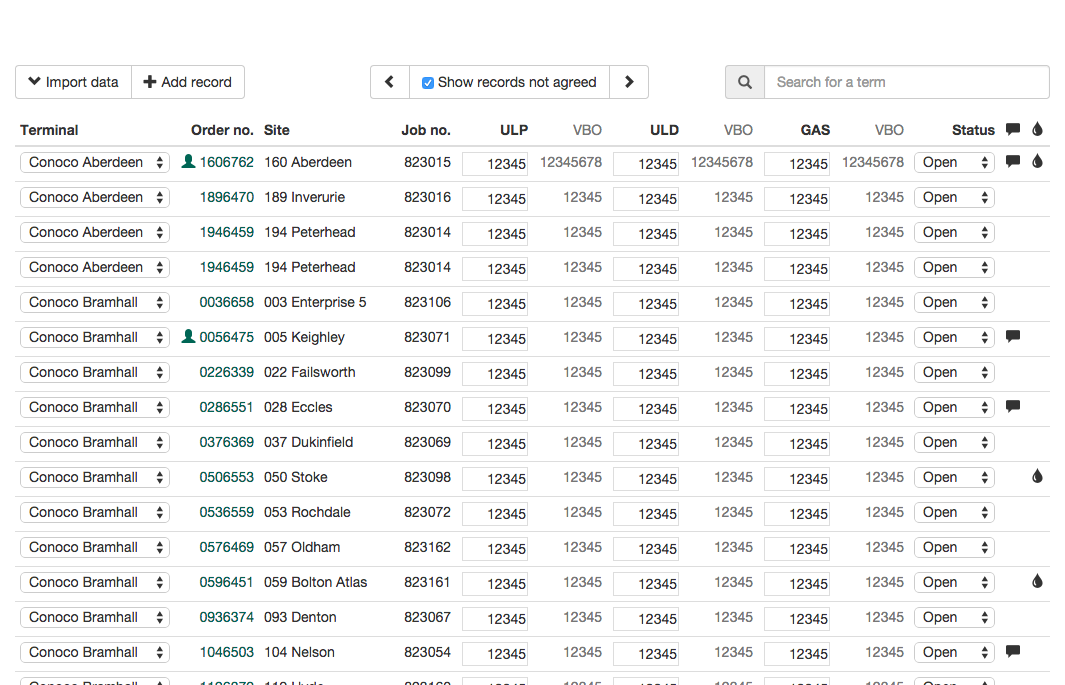 Import data Add record Show records not agreed Search for a term
Terminal Order no. Site Job no. ULP VBO ULD VBO GAS VBO Status
Conoco Aberdeen 1606762 160 Aberdeen 823015 12345 12345678 12345 12345678 12345 12345678 Open
Conoco Aberdeen 1896470 189 Inverurie 823016 12345 12345 12345 12345 12345 12345 Open
Conoco Aberdeen 1946459 194 Peterhead 823014 12345 12345 12345 12345 12345 12345 Open
Conoco Aberdeen 1946459 194 Peterhead 823014 12345 12345 12345 12345 12345 12345 Open
Conoco Bramhall 0036658 003 Enterprise 5 823106 12345 12345 12345 12345 12345 12345 Open
Conoco Bramhall 0056475 005 Keighley 823071 12345 12345 12345 12345 12345 12345 Open
Conoco Bramhall 0226339 022 Failsworth 823099 12345 12345 12345 12345 12345 12345 Open
Conoco Bramhall 0286551 028 Eccles 823070 12345 12345 12345 12345 12345 12345 Open
Conoco Bramhall 0376369 037 Dukinfield 823069 12345 12345 12345 12345 12345 12345 Open
Conoco Bramhall 0506553 050 Stoke 823098 12345 12345 12345 12345 12345 12345 Open
Conoco Bramhall 0536559 053 Rochdale 823072 12345 12345 12345 12345 12345 12345 Open
Conoco Bramhall 0576469 057 Oldham 823162 12345 12345 12345 12345 12345 12345 Open
Conoco Bramhall 0596451 059 Bolton Atlas 823161 12345 12345 12345 12345 12345 12345 Open
Conoco Bramhall 0936374 093 Denton 823067 12345 12345 12345 12345 12345 12345 Open
Conoco Bramhall 1046503 104 Nelson 823054 12345 12345 12345 12345 12345 12345 Open